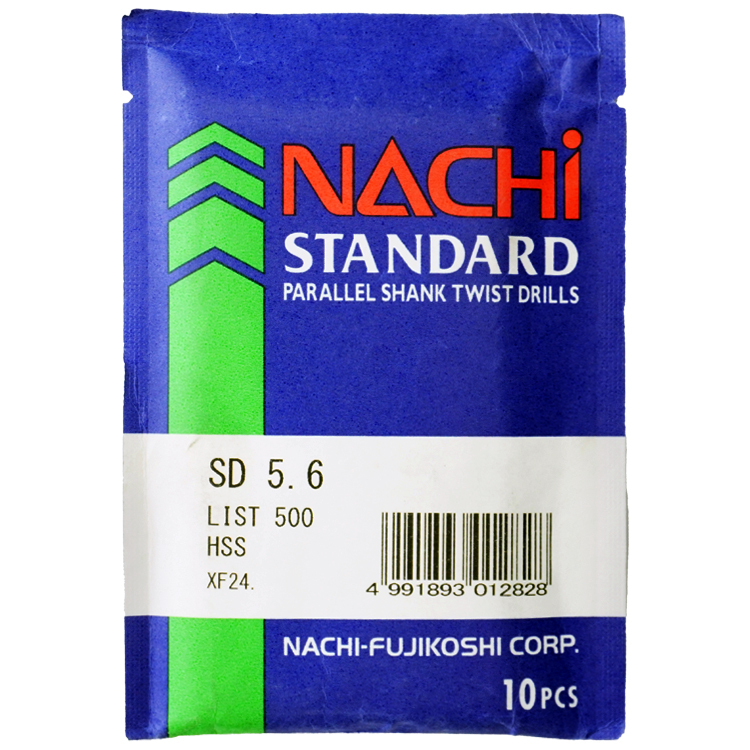 NACHi
STANDARD
PARALLEL SHANK TWIST DRILLS
SD 5.6
LIST 500
HSS
XF24.
4 991893 012828
NACHI-FUJIKOSHI CORP.
10PCS